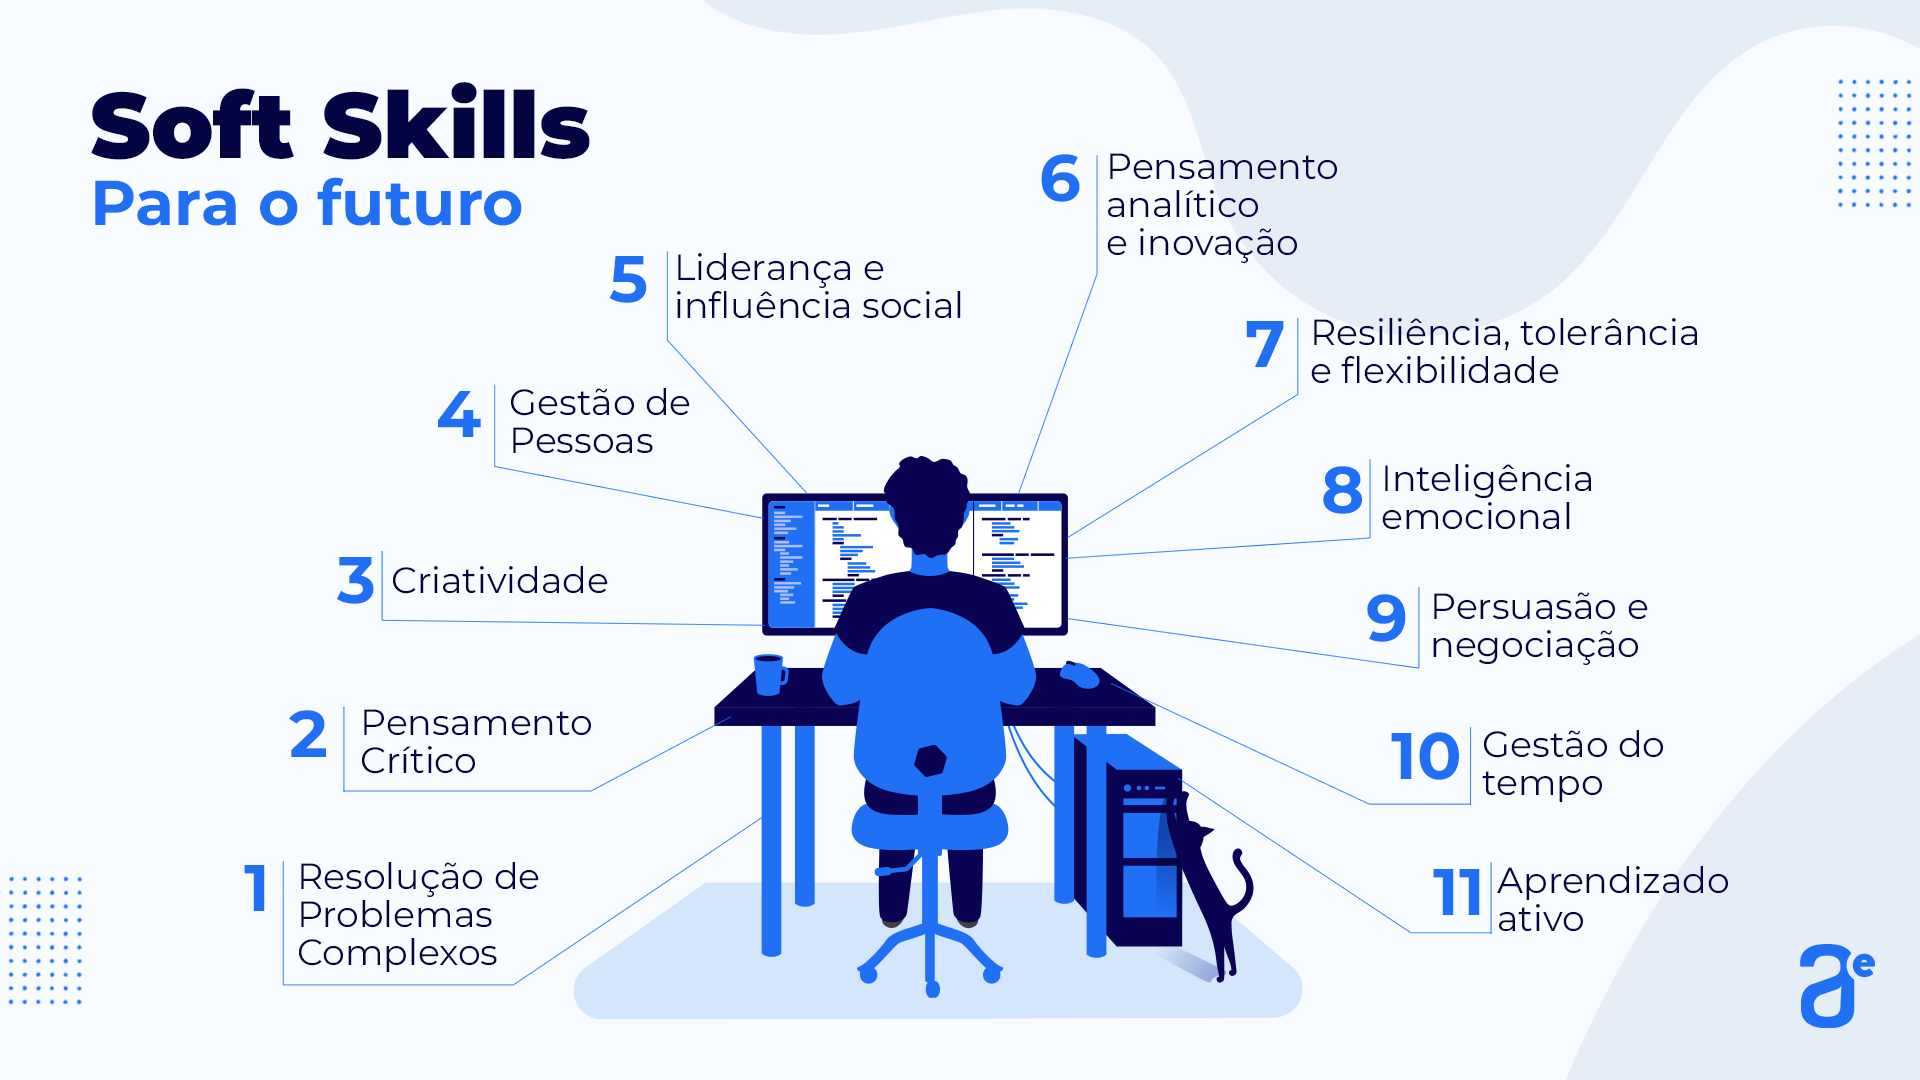 Soft Skills
Para o futuro
1
Resolução de
Problemas
Complexos
2
Pensamento
Crítico
3
Criatividade
4
Gestão de
Pessoas
5
Liderança e
influência social
6
Pensamento
analítico
e inovação
7
Resiliência, tolerância
e flexibilidade
8
Inteligência
emocional
9
Persuasão e
negociação
10
Gestão do
tempo
11
Aprendizado
ativo
ae